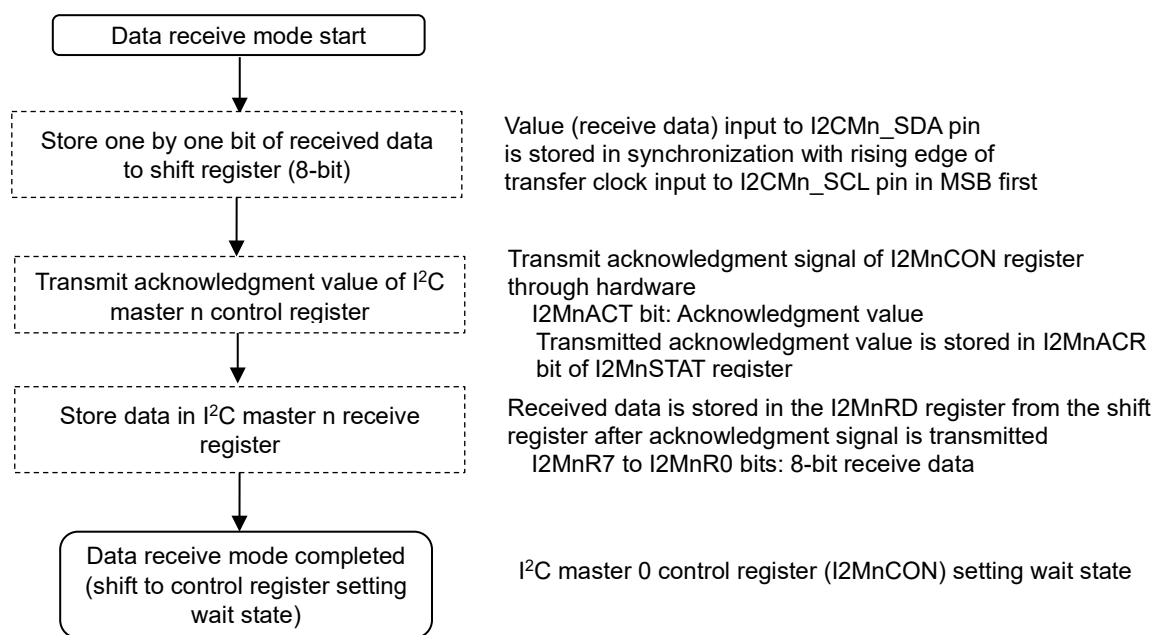 Data receive mode start
Store one by one bit of received data
to shift register (8-bit)
Value (receive data) input to I2CMn_SDA pin
is stored in synchronization with rising edge of
transfer clock input to I2CMn_SCL pin in MSB first
Transmit acknowledgment value of I²C
master n control register
Transmit acknowledgment signal of I2MnCON register
through hardware
I2MnACT bit: Acknowledgment value
Transmitted acknowledgment value is stored in I2MnACR
bit of I2MnSTAT register
Store data in I²C master n receive
register
Received data is stored in the I2MnRD register from the shift
register after acknowledgment signal is transmitted
I2MnR7 to I2MnR0 bits: 8-bit receive data
Data receive mode completed
(shift to control register setting
wait state)
I²C master 0 control register (I2MnCON) setting wait state